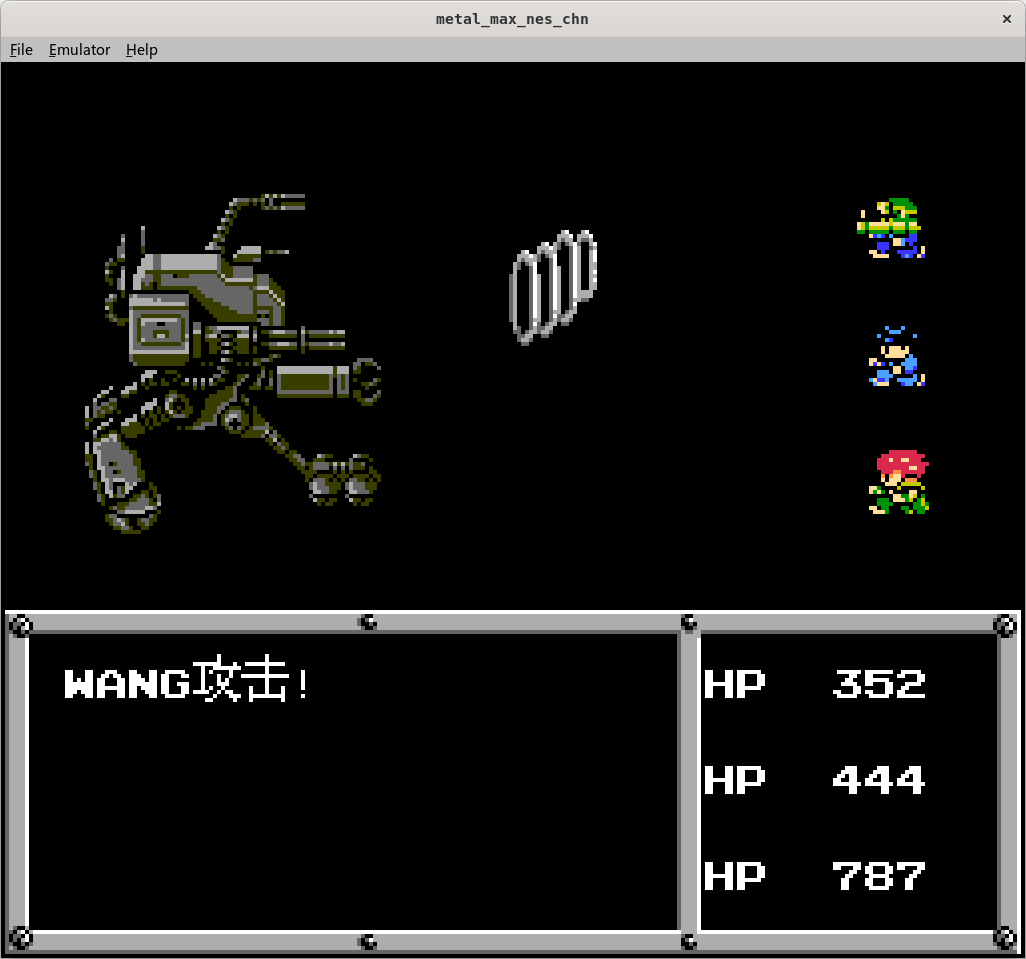 metal_max_nes_chn
File Emulator Help
WANG攻击!
HP 352
HP 444
HP 787